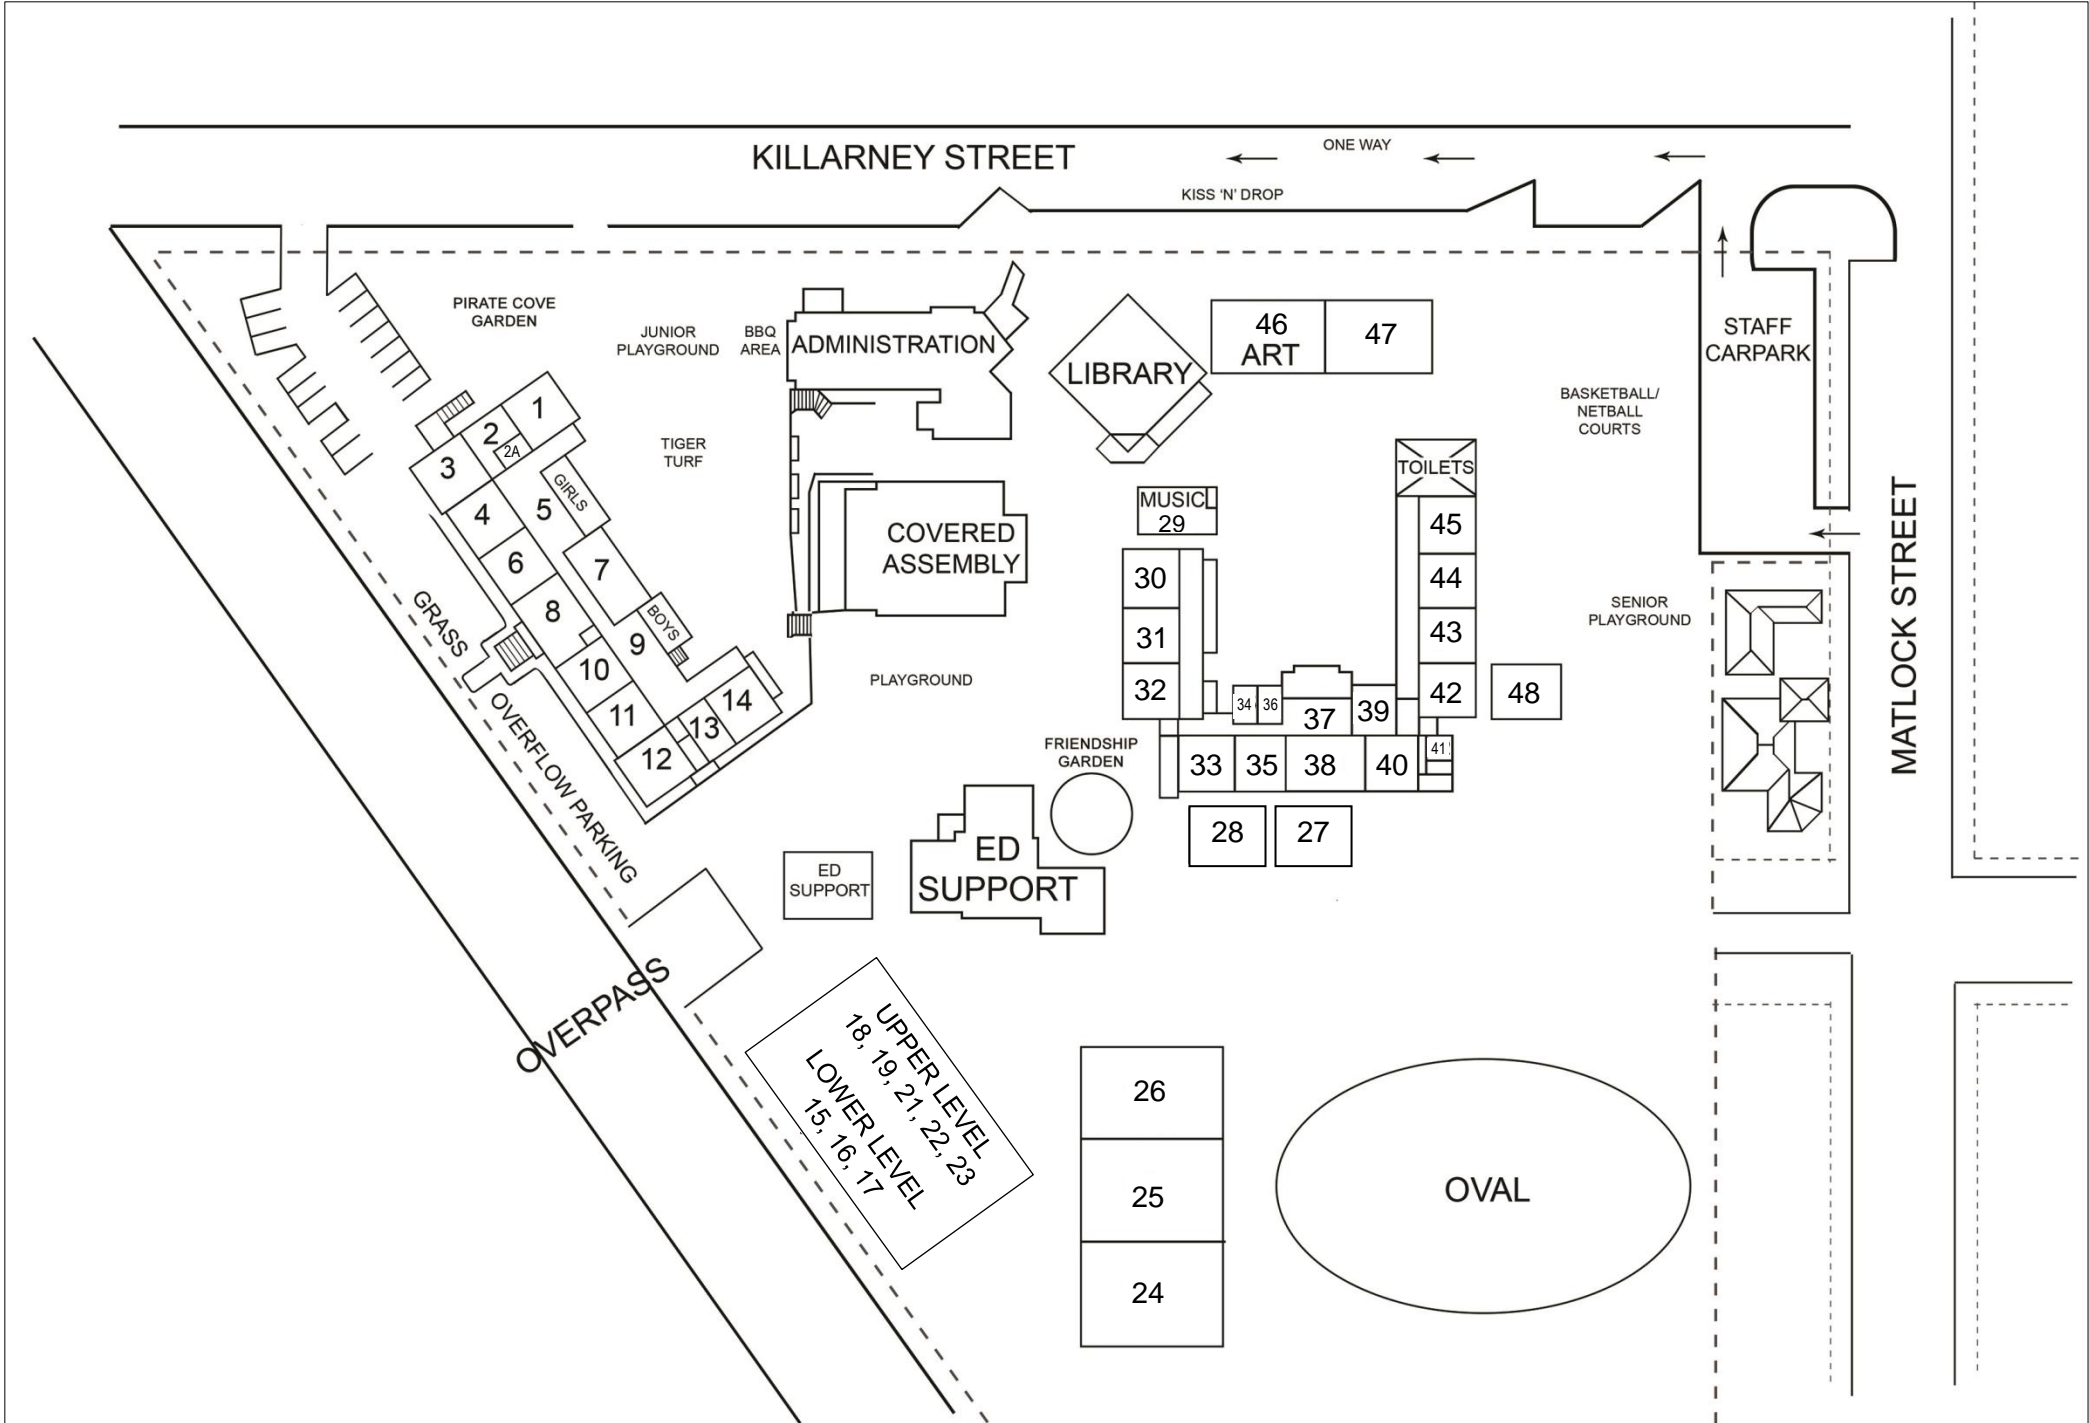 KILLARNEY STREET
ONE WAY
KISS 'N' DROP
PIRATE COVE
GARDEN
JUNIOR
PLAYGROUND
BBQ
AREA
ADMINISTRATION
LIBRARY
46
ART
47
STAFF
CARPARK
BASKETBALL/
NETBALL
COURTS
1
2
2A
3
4
5
GIRLS
6
7
8
BOYS
9
10
11
12
13
14
TIGER
TURF
COVERED
ASSEMBLY
MUSIC
29
TOILETS
45
44
43
42
48
30
31
32
SENIOR
PLAYGROUND
MATLOCK STREET
GRASS
OVERFLOW PARKING
PLAYGROUND
34
36
37
39
33
35
38
40
41
FRIENDSHIP
GARDEN
28
27
ED
SUPPORT
ED
SUPPORT
OVERPASS
UPPER LEVEL
18, 19, 21, 22, 23
LOWER LEVEL
15, 16, 17
26
25
24
OVAL